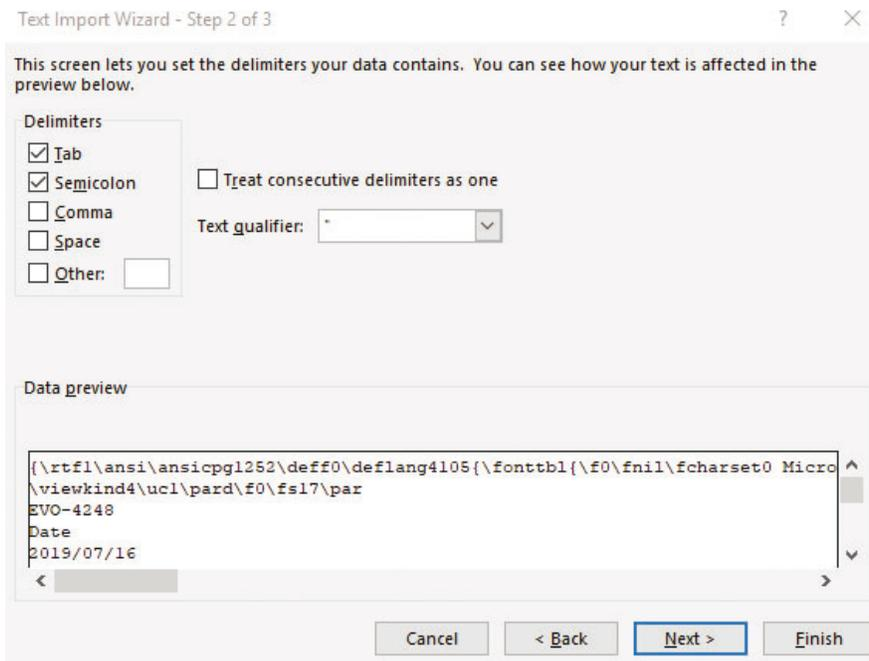 Text Import Wizard - Step 2 of 3
?
This screen lets you set the delimiters your data contains.  You can see how your text is affected in the
preview below.
Delimiters
Tab
Semicolon
Comma
Space
Other:
Treat consecutive delimiters as one
Text qualifier: "
Data preview
{\rtf1\ansi\ansicpg1252\deff0\deflang4105{\fonttbl{\f0\fnil\fcharset0 Micro
\viewkind4\uc1\pard\f0\fs17\par
EVO-4248
Date
2019/07/16
Cancel
< Back
Next >
Finish